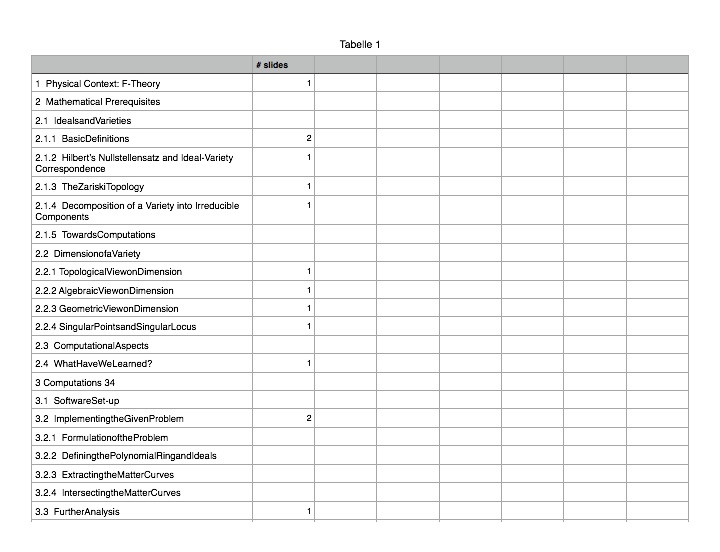 Tabelle 1
# slides
1 Physical Context: F-Theory 1
2 Mathematical Prerequisites
2.1 IdealsandVarieties
2.1.1 BasicDefinitions 2
2.1.2 Hilbert's Nullstellensatz and Ideal-Variety 1
Correspondence
2.1.3 TheZariskiTopology 1
2.1.4 Decomposition of a Variety into Irreducible 1
Components
2.1.5 TowardsComputations
2.2 DimensionofaVariety
2.2.1 TopologicalViewonDimension 1
2.2.2 AlgebraicViewonDimension 1
2.2.3 GeometricViewonDimension 1
2.2.4 SingularPointsandSingularLocus 1
2.3 ComputationalAspects
2.4 WhatHaveWeLearned? 1
3 Computations 34
3.1 SoftwareSet-up
3.2 ImplementingtheGivenProblem 2
3.2.1 FormulationoftheProblem
3.2.2 DefiningthePolynomialRingandIdeals
3.2.3 ExtractingtheMatterCurves
3.2.4 IntersectingtheMatterCurves
3.3 FurtherAnalysis 1